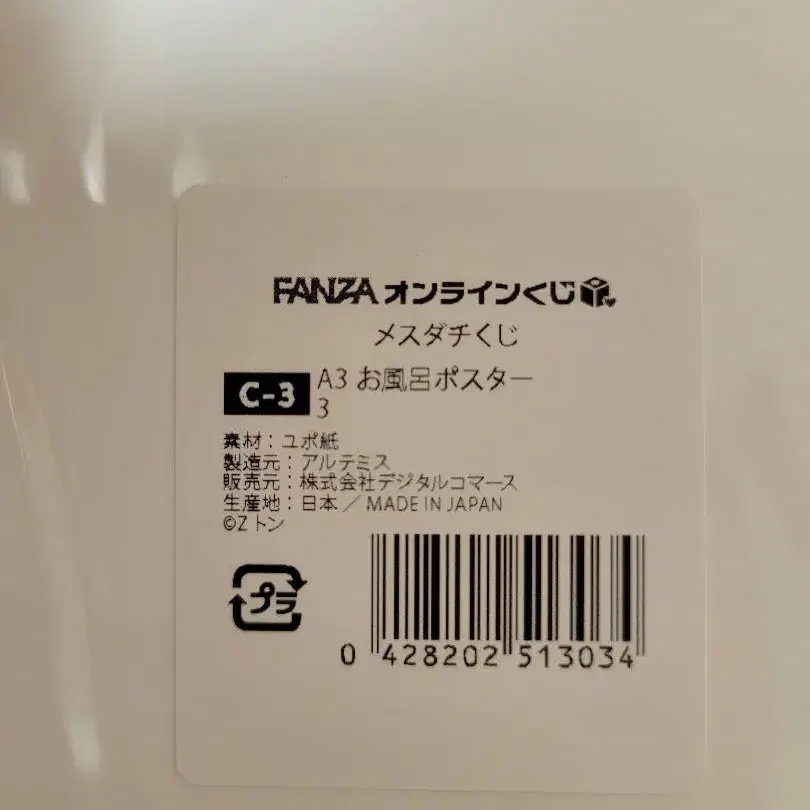 FANZA オンラインくじ
メスダチくじ
C-3 A3 お風呂ポスター
3
素材：ユポ紙
製造元：アルテミス
販売元：株式会社デジタルコマース
生産地：日本／MADE IN JAPAN
©Zトン
プラ
0 428202 513034